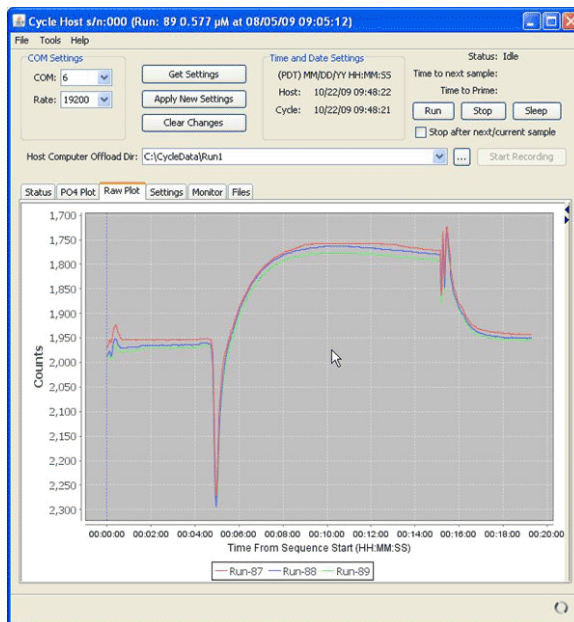 Cycle Host s/n:000 (Run: 89 0.577 µM at 08/05/09 09:05:12)
File Tools Help
COM Settings
COM: 6
Rate: 19200
Get Settings
Apply New Settings
Clear Changes
Time and Date Settings
(PDT) MM/DD/YY HH:MM:SS
Host: 10/22/09 09:48:22
Cycle: 10/22/09 09:48:21
Status: Idle
Time to next sample:
Time to Prime:
Run Stop Sleep
Stop after next/current sample
Host Computer Offload Dir: C:\CycleData\Run1 ... Start Recording
Status PO4 Plot Raw Plot Settings Monitor Files
1,700
1,750
1,800
1,850
1,900
1,950
2,000
2,050
2,100
2,150
2,200
2,250
2,300
Counts
00:00:00 00:02:00 00:04:00 00:06:00 00:08:00 00:10:00 00:12:00 00:14:00 00:16:00 00:18:00 00:20:00
Time From Sequence Start (HH:MM:SS)
Run-87 Run-88 Run-89